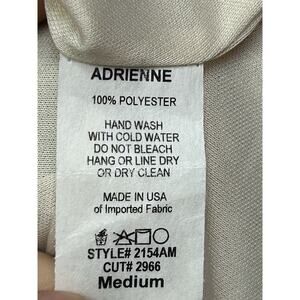 ADRIENNE
100% POLYESTER
HAND WASH
WITH COLD WATER
DO NOT BLEACH
HANG OR LINE DRY
OR DRY CLEAN
MADE IN USA
of Imported Fabric
STYLE# 2154AM
CUT# 2966
Medium